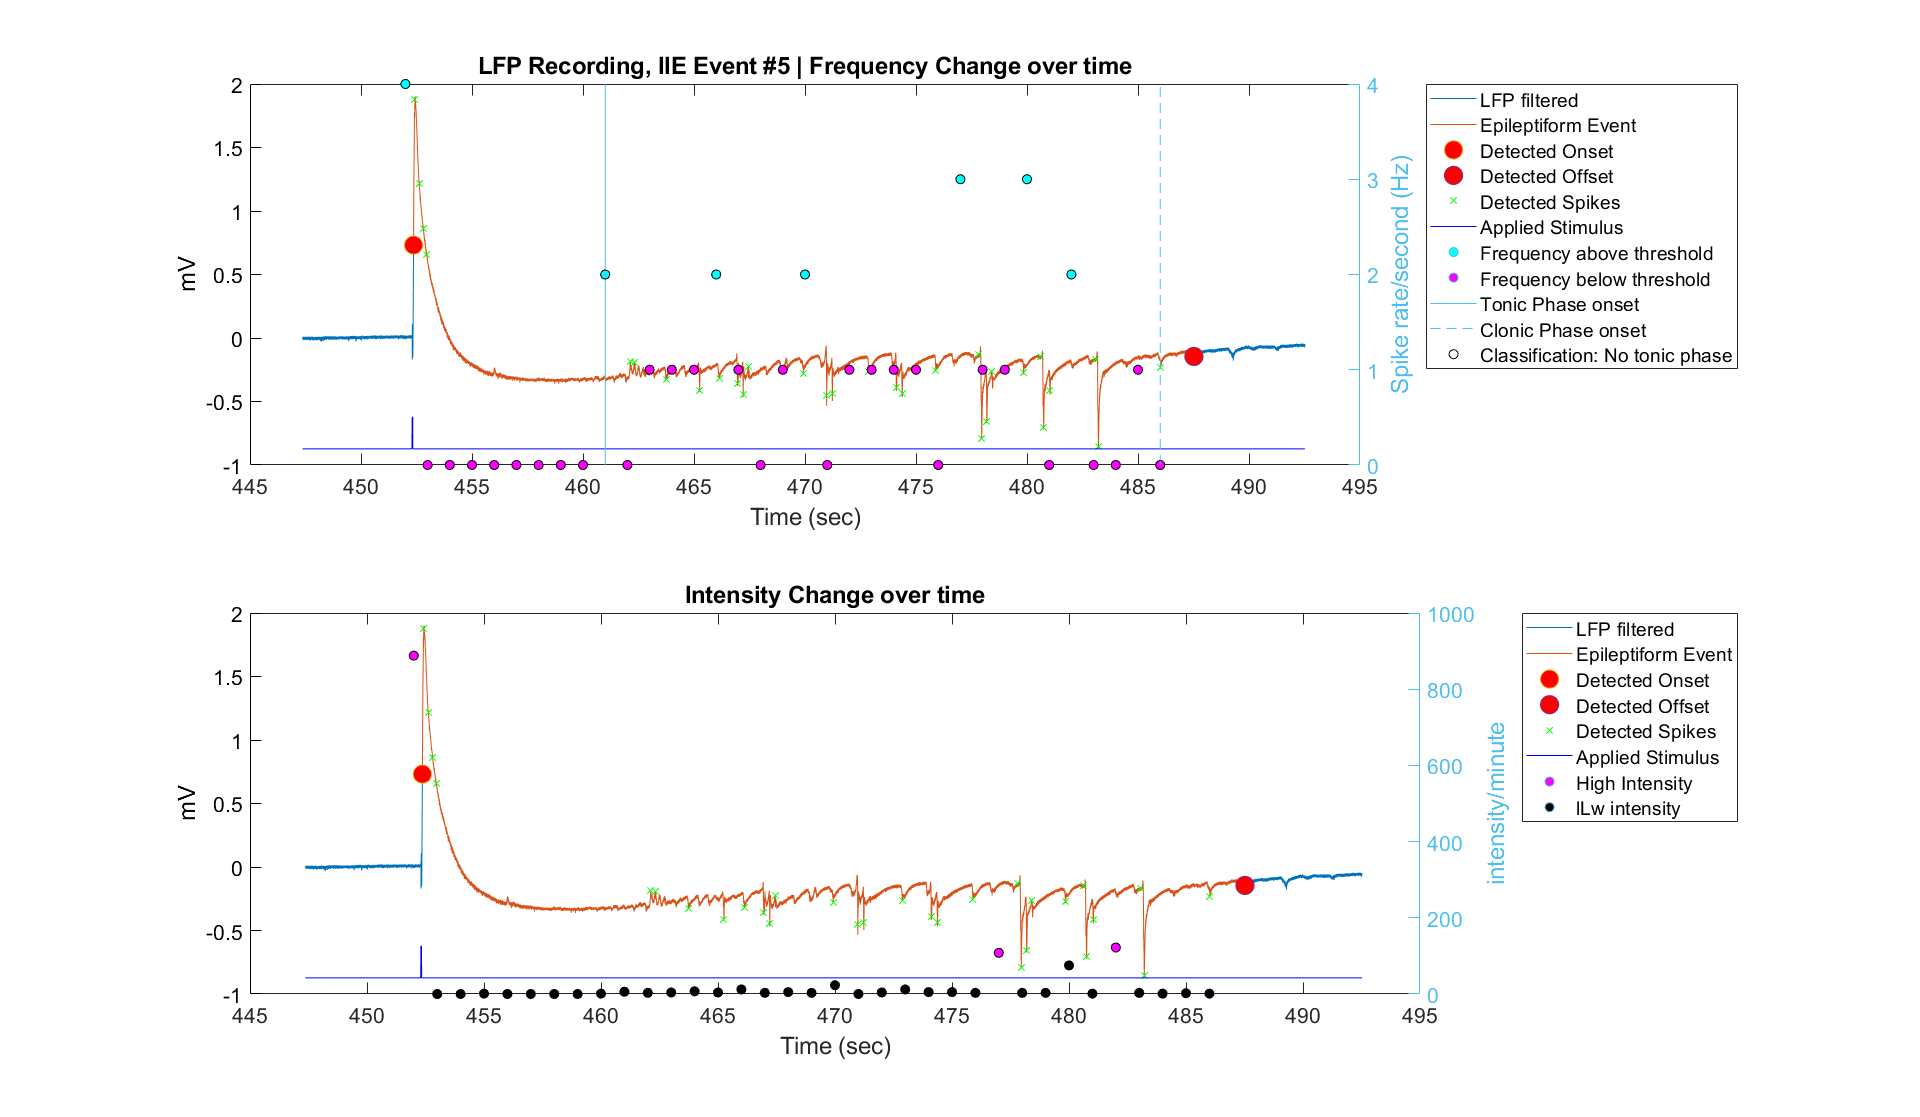 LFP Recording, IIE Event #5 | Frequency Change over time
2
1.5
1
0.5
0
-0.5
-1
mV
4
3
2
1
0
Spike rate/second (Hz)
445 450 455 460 465 470 475 480 485 490 495
Time (sec)
LFP filtered
Epileptiform Event
Detected Onset
Detected Offset
Detected Spikes
Applied Stimulus
Frequency above threshold
Frequency below threshold
Tonic Phase onset
Clonic Phase onset
Classification: No tonic phase
Intensity Change over time
2
1.5
1
0.5
0
-0.5
-1
mV
1000
800
600
400
200
0
intensity/minute
445 450 455 460 465 470 475 480 485 490 495
Time (sec)
LFP filtered
Epileptiform Event
Detected Onset
Detected Offset
Detected Spikes
Applied Stimulus
High Intensity
lLw intensity